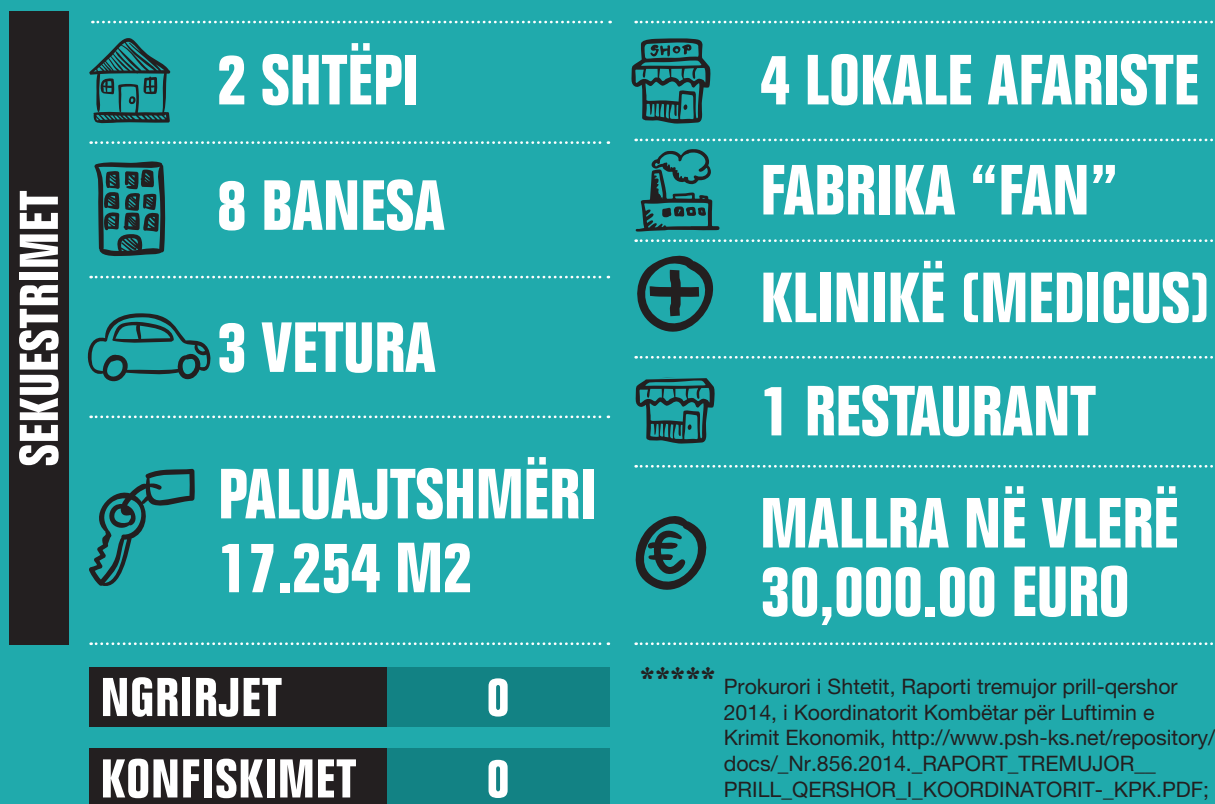 SEKUESTRIMET
2 SHTËPI
8 BANESA
3 VETURA
PALUAJTSHMËRI
17.254 M2
SHOP
4 LOKALE AFARISTE
FABRIKA “FAN”
KLINIKË (MEDICUS)
1 RESTAURANT
€
MALLRA NË VLERË
30,000.00 EURO
NGRIRJET 0
KONFISKIMET 0
***** Prokurori i Shtetit, Raporti tremujor prill-qershor
2014, i Koordinatorit Kombëtar për Luftimin e
Krimit Ekonomik, http://www.psh-ks.net/repository/
docs/_Nr.856.2014._RAPORT_TREMUJOR__
PRILL_QERSHOR_I_KOORDINATORIT-_KPK.PDF;